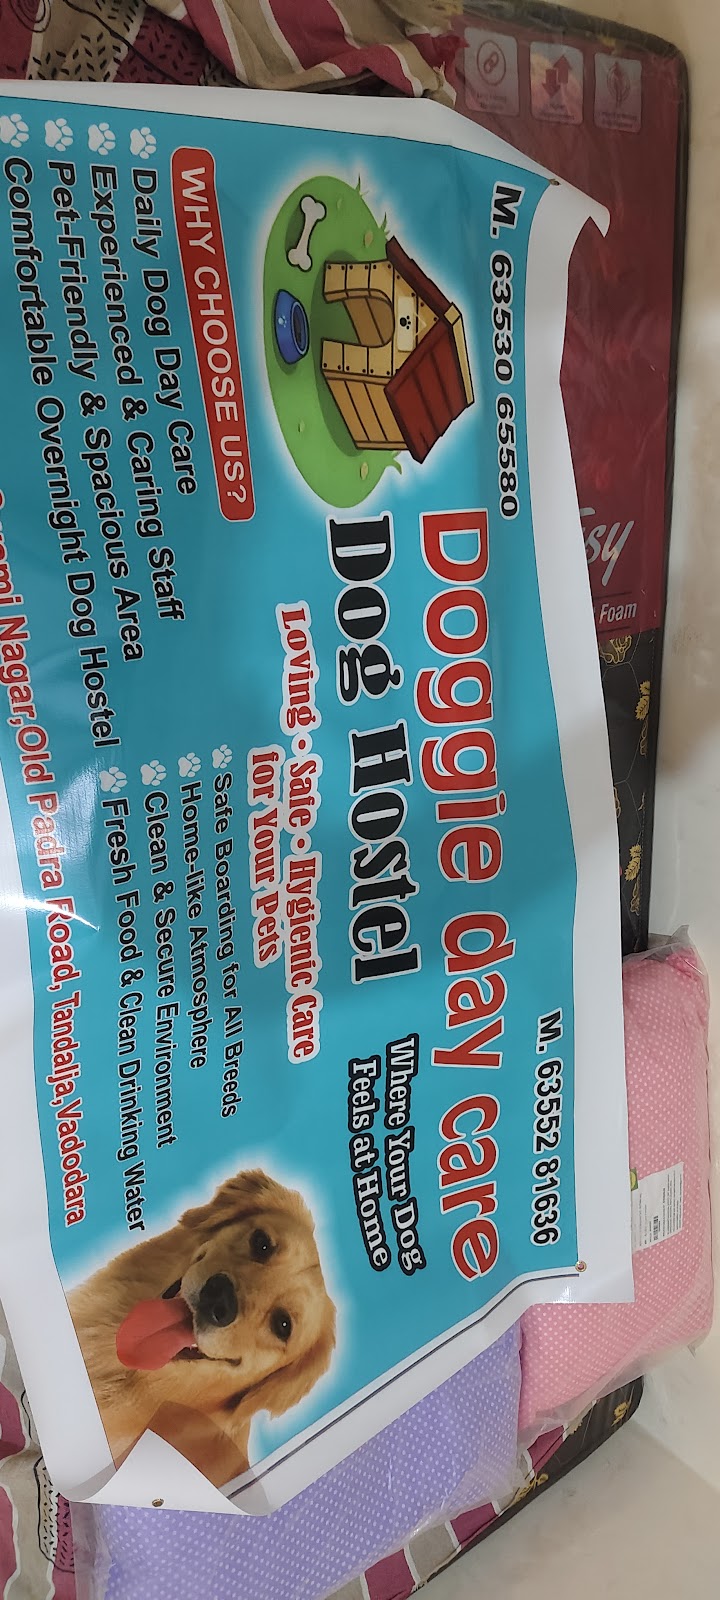 M. 63530 65580
M. 63552 81636
Doggie day care
Dog Hostel
Where Your Dog
Feels at Home
Loving • Safe • Hygienic Care
for Your Pets
WHY CHOOSE US?
Daily Dog Day Care
Experienced & Caring Staff
Pet-Friendly & Spacious Area
Comfortable Overnight Dog Hostel
Safe Boarding for All Breeds
Home-like Atmosphere
Clean & Secure Environment
Fresh Food & Clean Drinking Water
Nagar,Old Padra Road, Tandalja,Vadodara
Foam